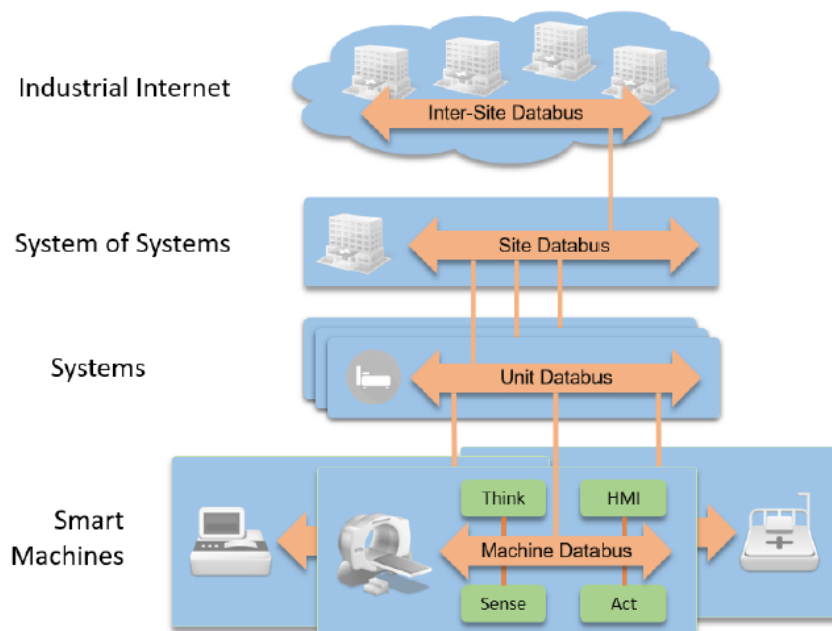 Industrial Internet
Inter-Site Databus
System of Systems
Site Databus
Systems
Unit Databus
Smart
Machines
Think
HMI
Machine Databus
Sense
Act